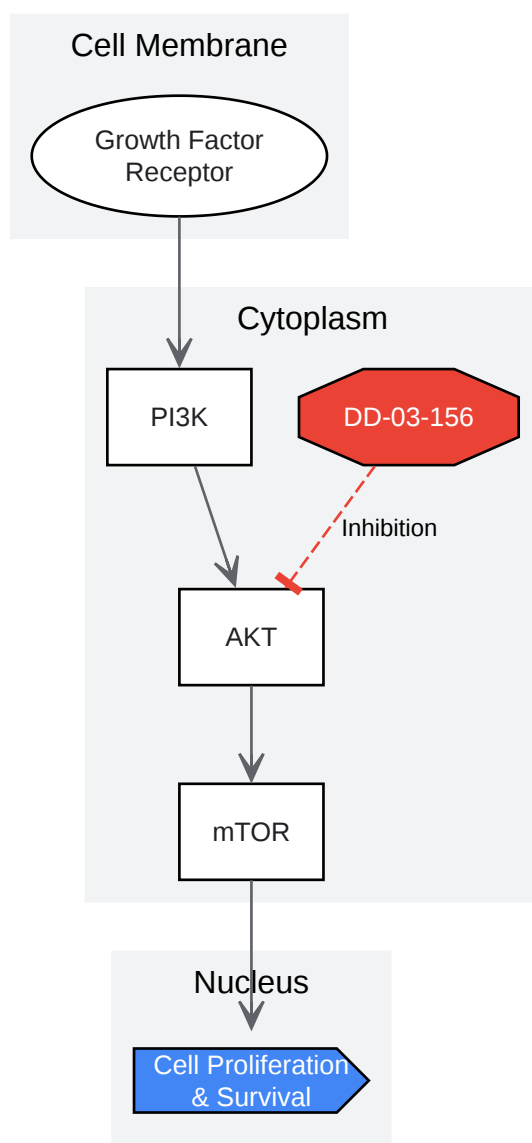 Cell Membrane
Growth Factor
Receptor
Cytoplasm
PI3K
DD-03-156
Inhibition
AKT
mTOR
Nucleus
Cell Proliferation
& Survival